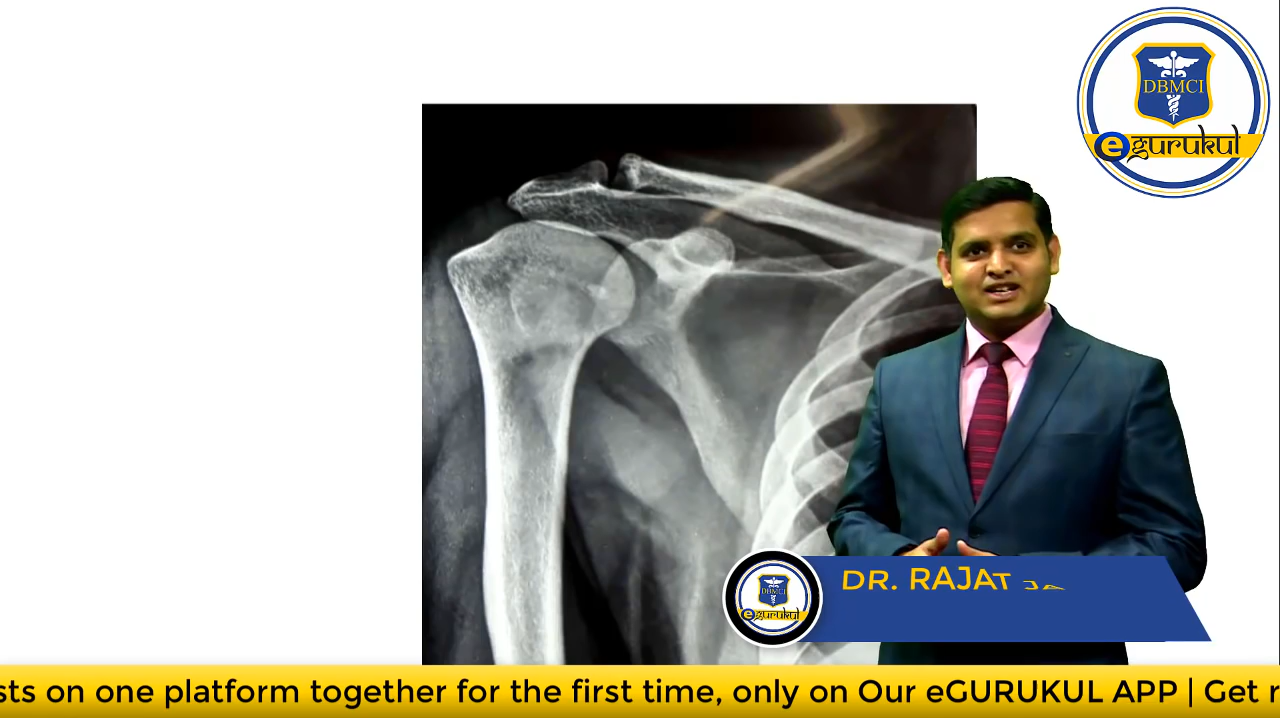 DBMCI
egurukul
DBMCI
egurukul
DR. RAJAT
sts on one platform together for the first time, only on Our eGURUKUL APP | Get r